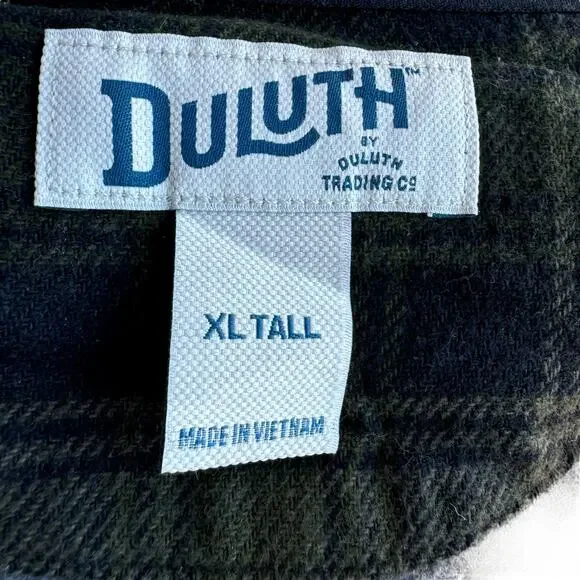 DULUTH™
BY
DULUTH
TRADING CO
XL TALL
MADE IN VIETNAM